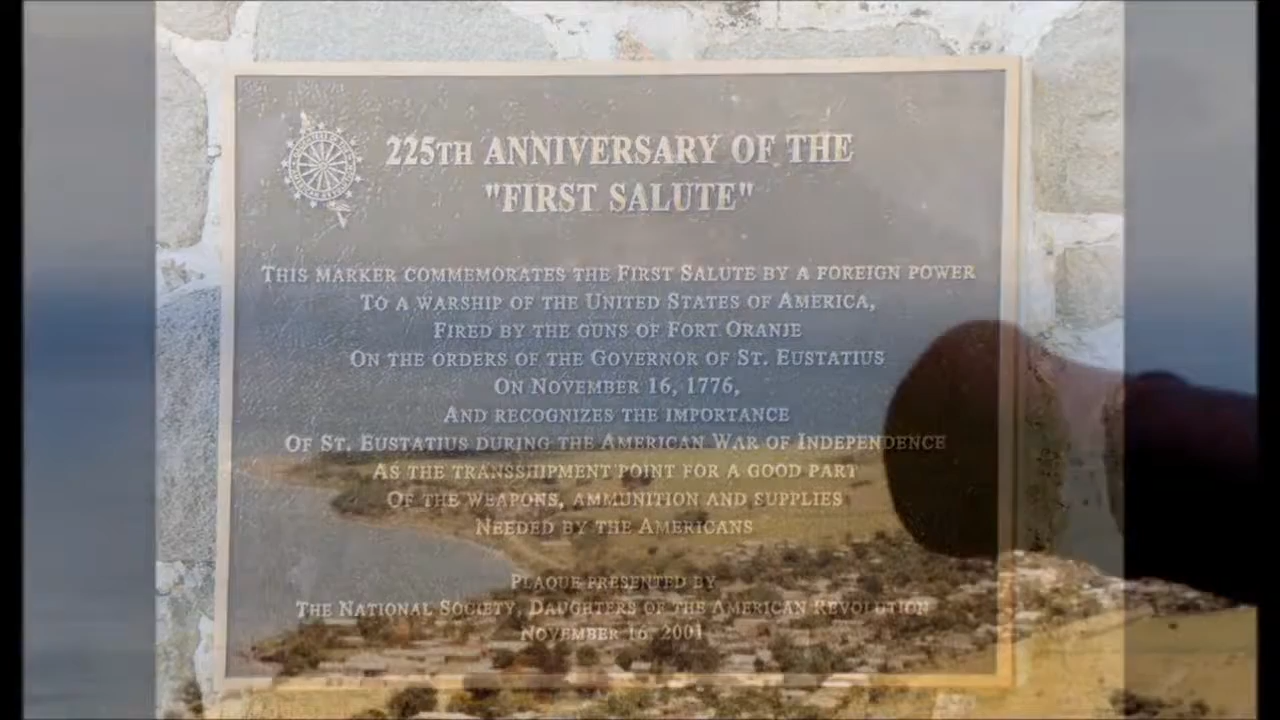 225TH ANNIVERSARY OF THE
"FIRST SALUTE"
THIS MARKER COMMEMORATES THE FIRST SALUTE BY A FOREIGN POWER
TO A WARSHIP OF THE UNITED STATES OF AMERICA,
FIRED BY THE GUNS OF FORT ORANJE
ON THE ORDERS OF THE GOVERNOR OF ST. EUSTATIUS
ON NOVEMBER 16, 1776,
AND RECOGNIZES THE IMPORTANCE
OF ST. EUSTATIUS DURING THE AMERICAN WAR OF INDEPENDENCE
AS THE TRANSSHIPMENT POINT FOR A GOOD PART
OF THE WEAPONS, AMMUNITION AND SUPPLIES
NEEDED BY THE AMERICANS
PLAQUE PRESENTED BY
THE NATIONAL SOCIETY, DAUGHTERS OF THE AMERICAN REVOLUTION
NOVEMBER 16, 2001